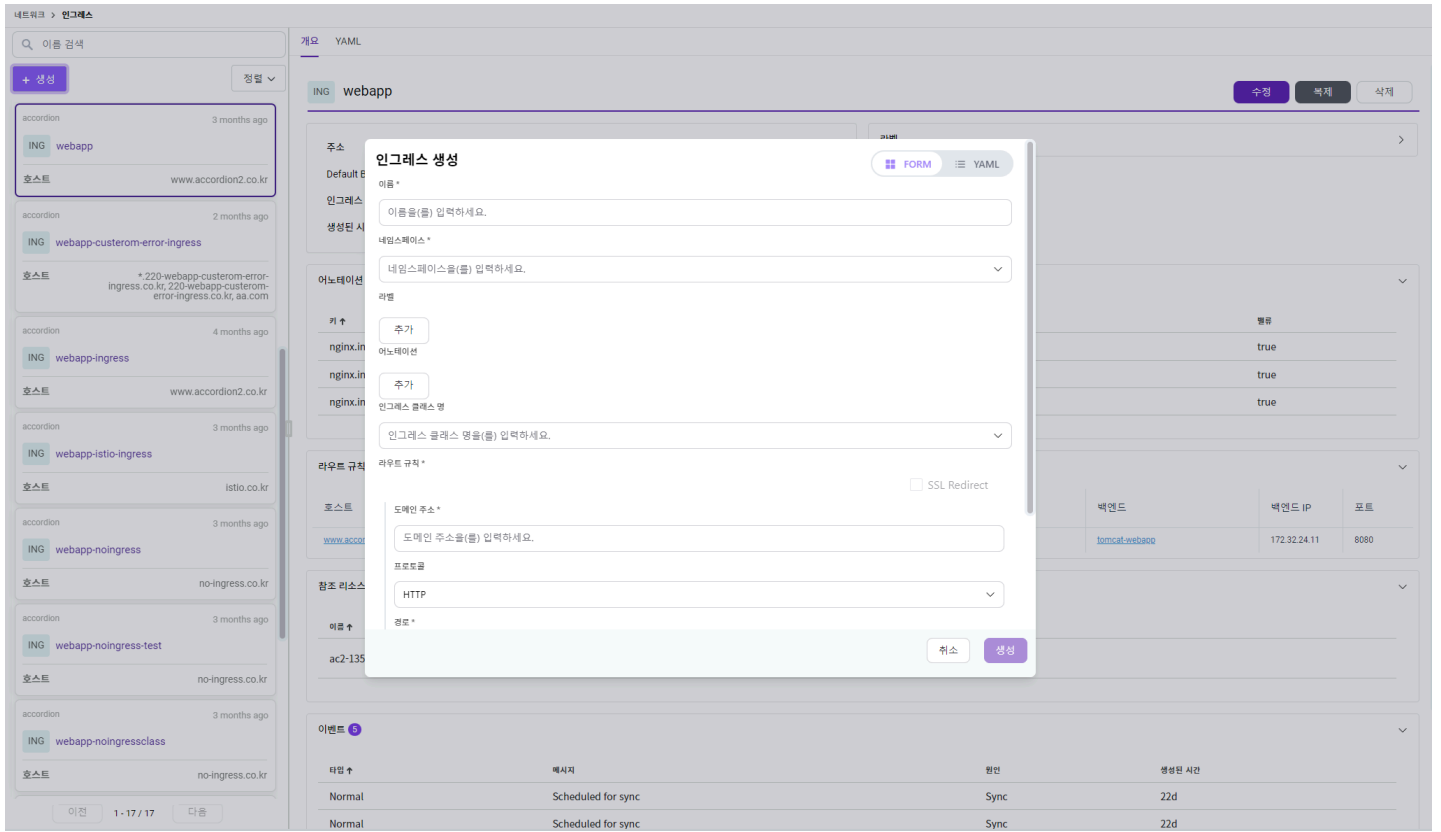 네트워크 > 인그레스
이름 검색
+ 생성
정렬
accordion 3 months ago
ING webapp
호스트 www.accordion2.co.kr
accordion 2 months ago
ING webapp-custerom-error-ingress
호스트 *.220-webapp-custerom-error-
ingress.co.kr, 220-webapp-custerom-
error-ingress.co.kr, aa.com
accordion 4 months ago
ING webapp-ingress
호스트 www.accordion2.co.kr
accordion 3 months ago
ING webapp-istio-ingress
호스트 istio.co.kr
accordion 3 months ago
ING webapp-noingress
호스트 no-ingress.co.kr
accordion 3 months ago
ING webapp-noingress-test
호스트 no-ingress.co.kr
accordion 3 months ago
ING webapp-noingressclass
호스트 no-ingress.co.kr
이전 1 - 17 / 17 다음
개요 YAML
ING webapp
수정 복제 삭제
주소
Default B
인그레스
생성된 시
라벨
어노테이션
키 밸류
nginx.in true
nginx.in true
nginx.in true
라우트 규칙
호스트 백엔드 백엔드 IP 포트
www.accor tomcat-webapp 172.32.24.11 8080
참조 리소스
이름
ac2-135
이벤트 5
타입 메시지 원인 생성된 시간
Normal Scheduled for sync Sync 22d
Normal Scheduled for sync Sync 22d
인그레스 생성
FORM YAML
이름 *
이름을(를) 입력하세요.
네임스페이스 *
네임스페이스을(를) 입력하세요.
라벨
추가
어노테이션
추가
인그레스 클래스 명
인그레스 클래스 명을(를) 입력하세요.
라우트 규칙 *
SSL Redirect
도메인 주소 *
도메인 주소을(를) 입력하세요.
프로토콜
HTTP
경로 *
취소 생성